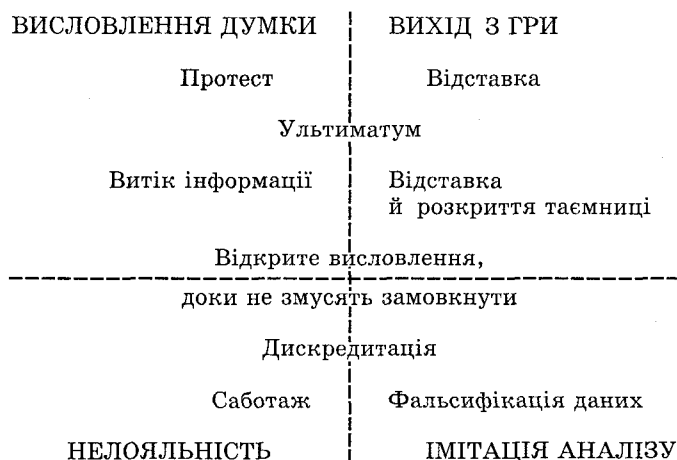 ВИСЛОВЛЕННЯ ДУМКИ ВИХІД З ГРИ
Протест Відставка
Ультиматум
Витік інформації Відставка
й розкриття таємниці
Відкрите висловлення,
доки не змусять замовкнути
Дискредитація
Саботаж Фальсифікація даних
НЕЛОЯЛЬНІСТЬ ІМІТАЦІЯ АНАЛІЗУ